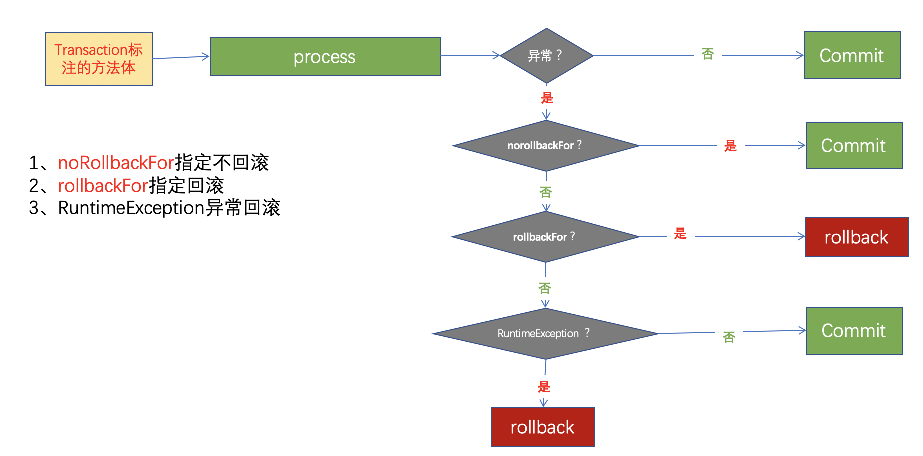 Transaction标
注的方法体
process
异常？
否
Commit
是
norollbackFor？
是
Commit
否
rollbackFor？
是
rollback
否
RuntimeException ？
否
Commit
是
rollback
1、noRollbackFor指定不回滚
2、rollbackFor指定回滚
3、RuntimeException异常回滚